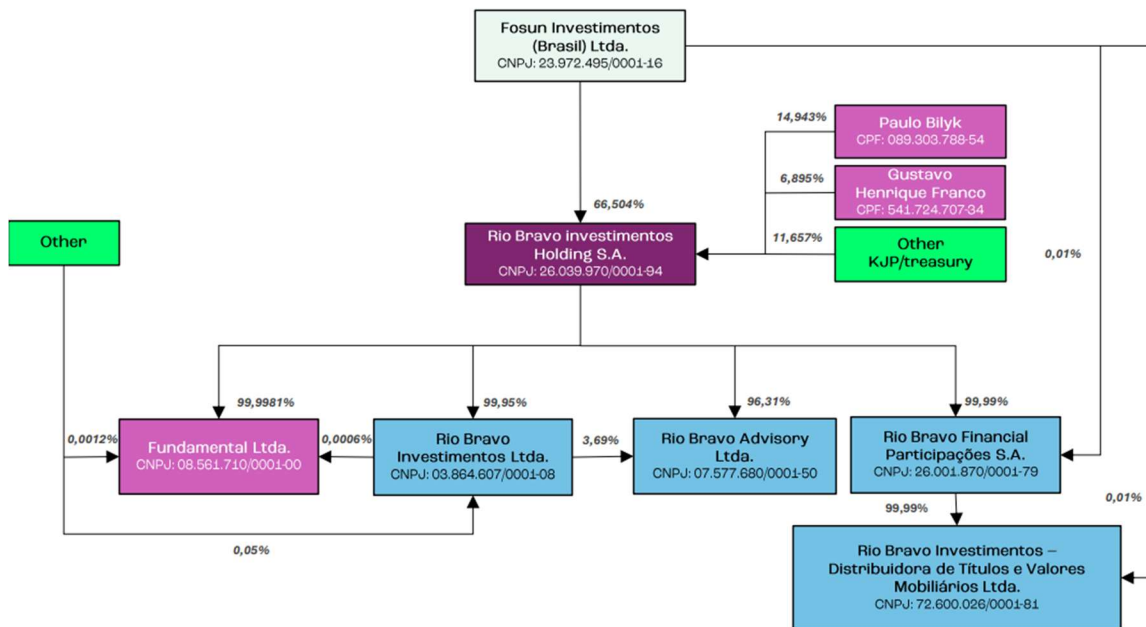 Fosun Investimentos
(Brasil) Ltda.
CNPJ: 23.972.495/0001-16
14,943%
Paulo Bilyk
CPF: 089.303.788-54
6,895%
Gustavo
Henrique Franco
CPF: 541.724.707-34
66,504%
Other
Rio Bravo investimentos
Holding S.A.
CNPJ: 26.039.970/0001-94
11,657%
Other
KJP/treasury
0,01%
99,9981%
99,95%
96,31%
99,99%
0,0012%
Fundamental Ltda.
CNPJ: 08.561.710/0001-00
0,0006%
Rio Bravo
Investimentos Ltda.
CNPJ: 03.864.607/0001-08
3,69%
Rio Bravo Advisory
Ltda.
CNPJ: 07.577.680/0001-50
Rio Bravo Financial
Participações S.A.
CNPJ: 26.001.870/0001-79
0,05%
99,99%
0,01%
Rio Bravo Investimentos –
Distribuidora de Títulos e Valores
Mobiliários Ltda.
CNPJ: 72.600.026/0001-81